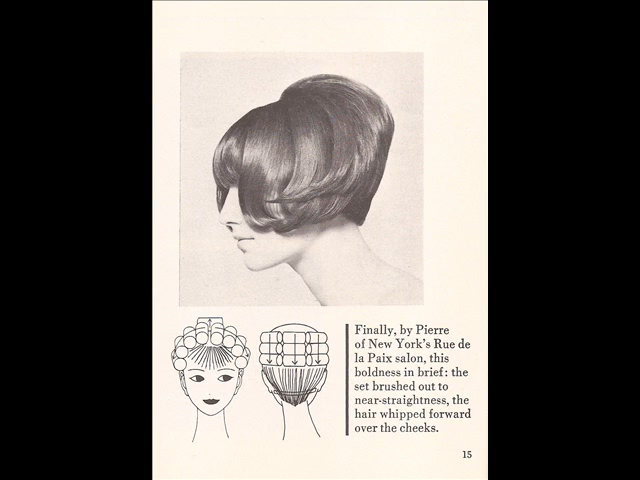 Finally, by Pierre
of New York's Rue de
la Paix salon, this
boldness in brief: the
set brushed out to
near-straightness, the
hair whipped forward
over the cheeks.
15